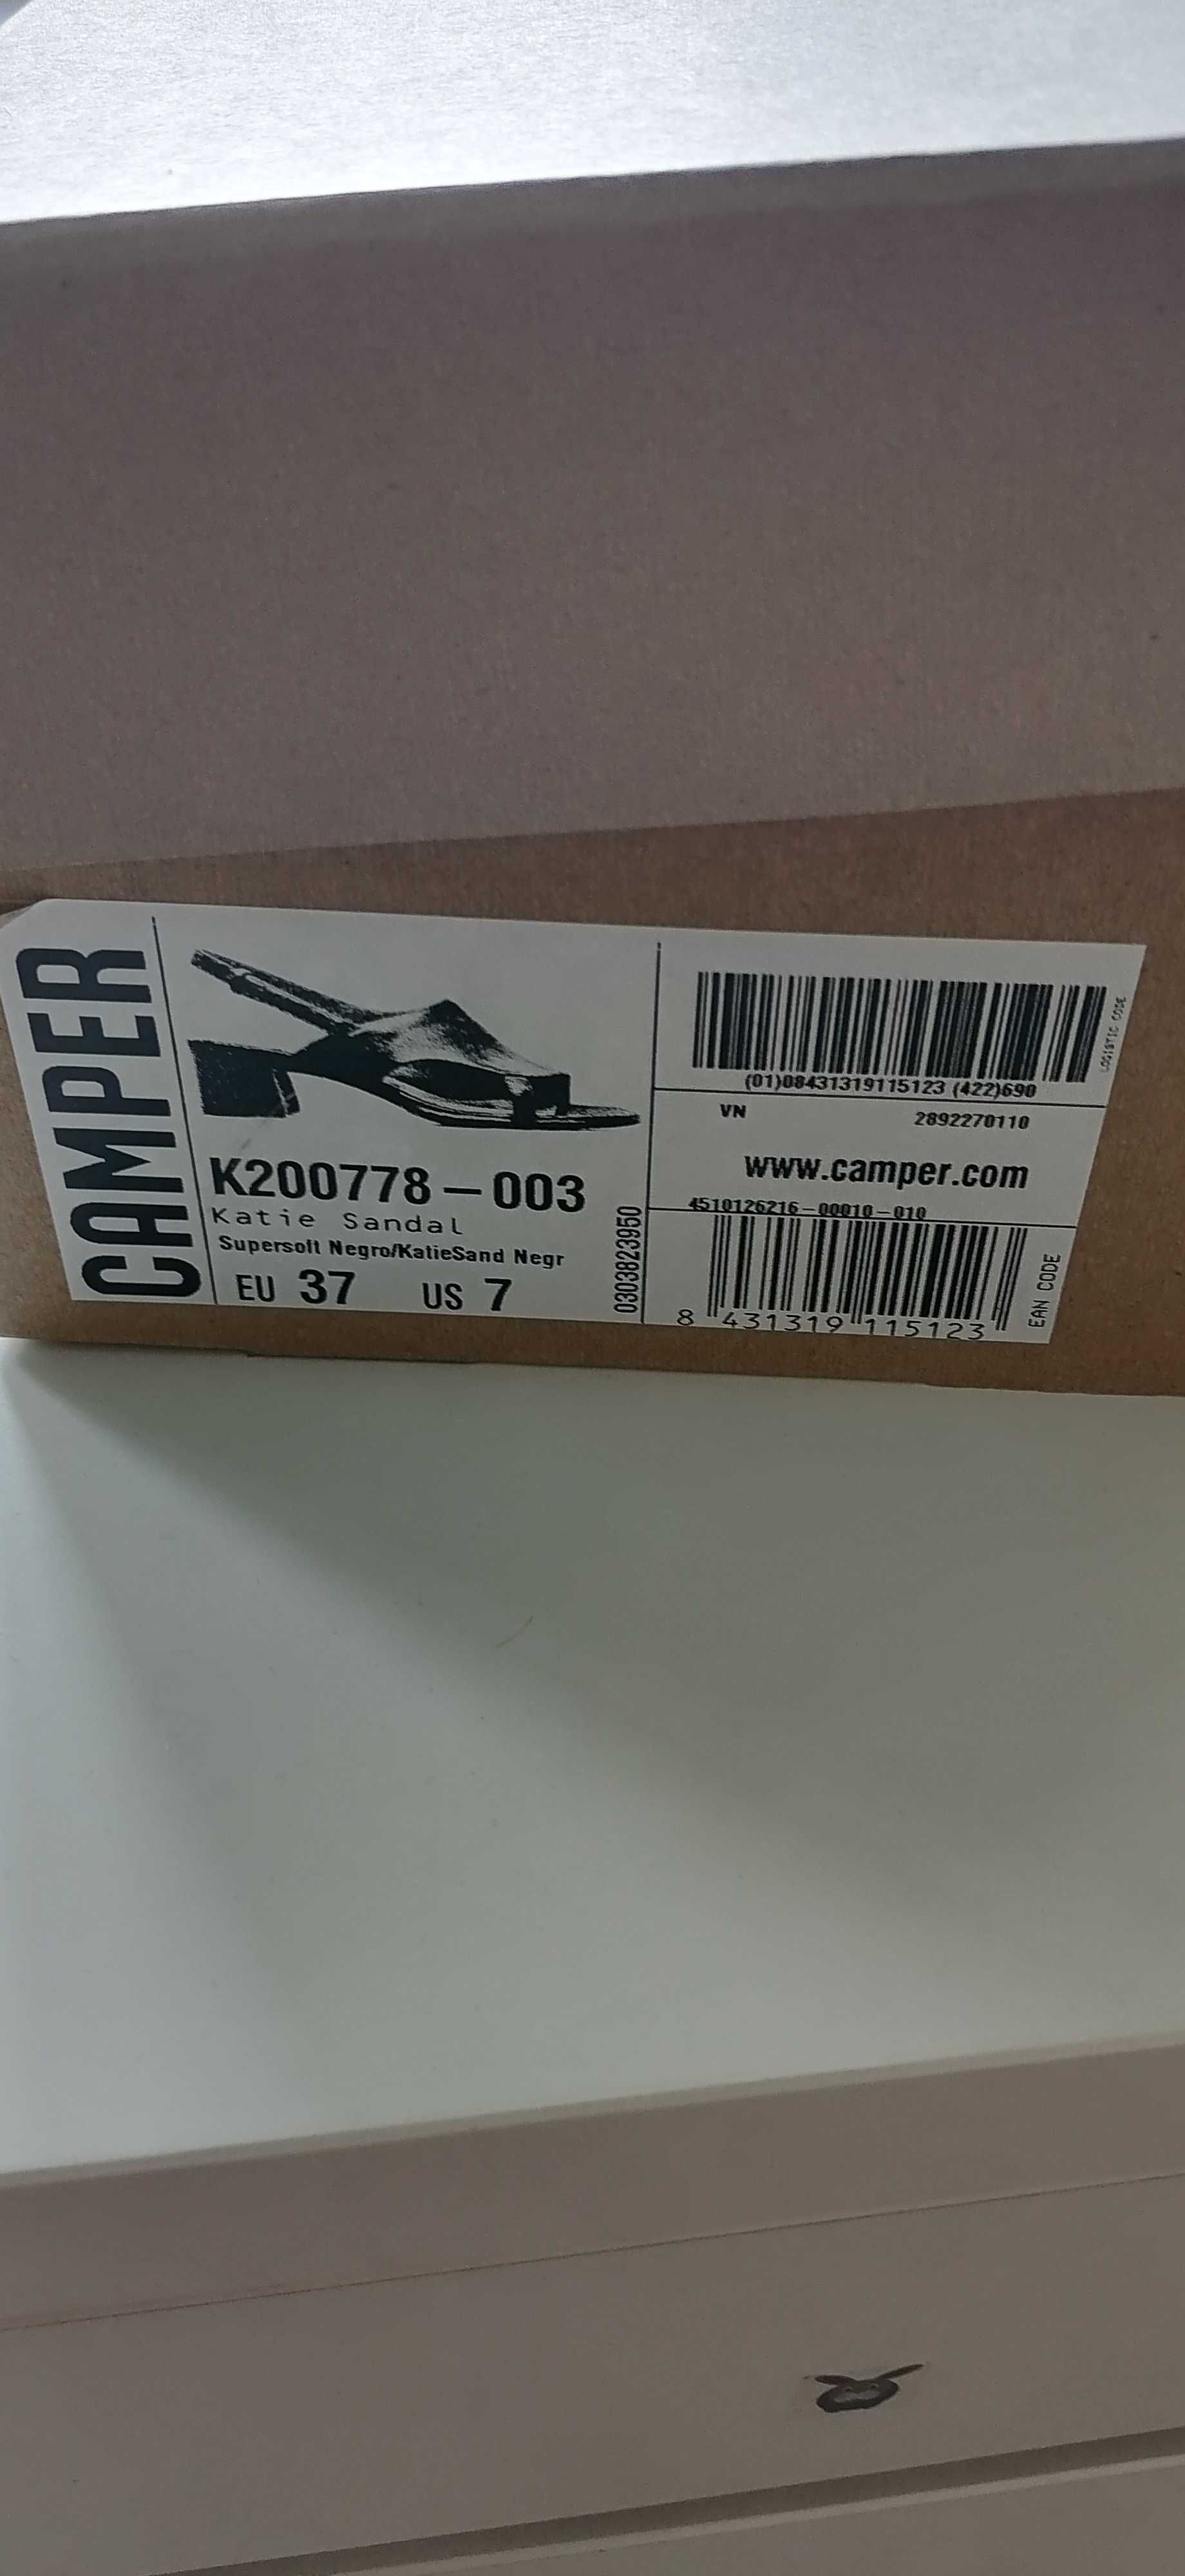 CAMPER
K200778-003
Katie Sandal
Supersoft Negro/KatieSand Negr
EU 37 US 7
0303823950
(01)08431319115123 (422)690
LOGISTIC CODE
VN 2892270110
www.camper.com
4510126216-00010-010
8 431319 115123
EAN CODE